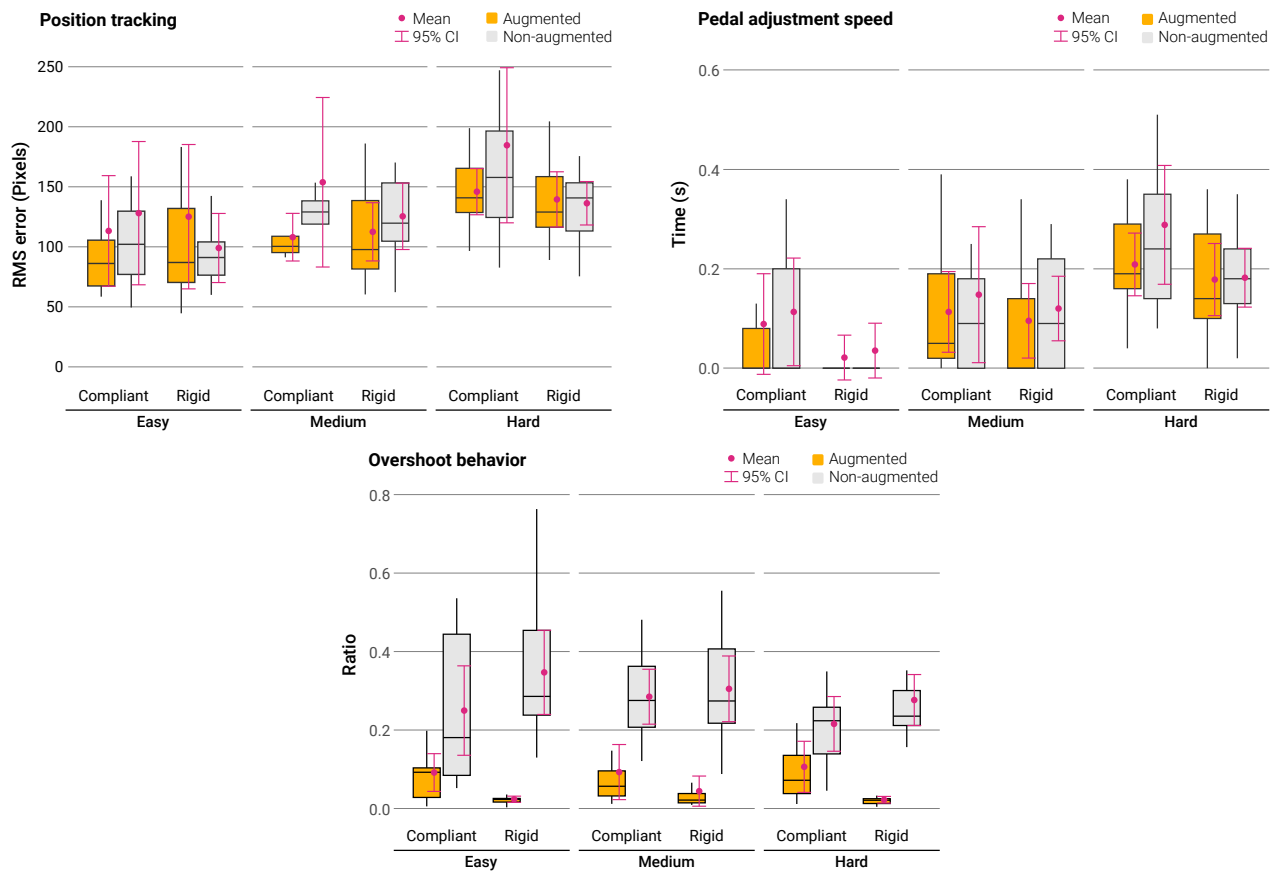 Position tracking
Mean Augmented
95% CI Non-augmented
RMS error (Pixels)
250
200
150
100
50
0
Compliant Rigid Compliant Rigid Compliant Rigid
Easy Medium Hard
Pedal adjustment speed
Mean Augmented
95% CI Non-augmented
Time (s)
0.6
0.4
0.2
0.0
Compliant Rigid Compliant Rigid Compliant Rigid
Easy Medium Hard
Overshoot behavior
Mean Augmented
95% CI Non-augmented
Ratio
0.8
0.6
0.4
0.2
0.0
Compliant Rigid Compliant Rigid Compliant Rigid
Easy Medium Hard